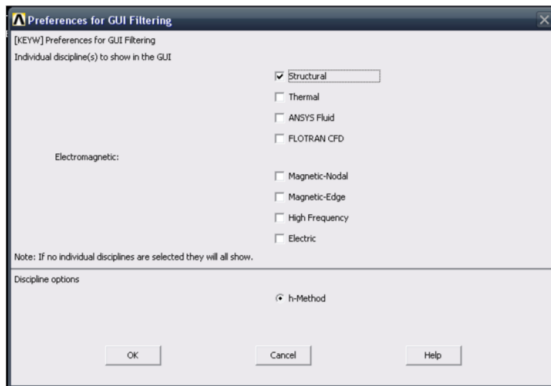 Preferences for GUI Filtering
[KEYW] Preferences for GUI Filtering
Individual discipline(s) to show in the GUI
Structural
Thermal
ANSYS Fluid
FLOTRAN CFD
Electromagnetic:
Magnetic-Nodal
Magnetic-Edge
High Frequency
Electric
Note: If no individual disciplines are selected they will all show.
Discipline options
h-Method
OK Cancel Help